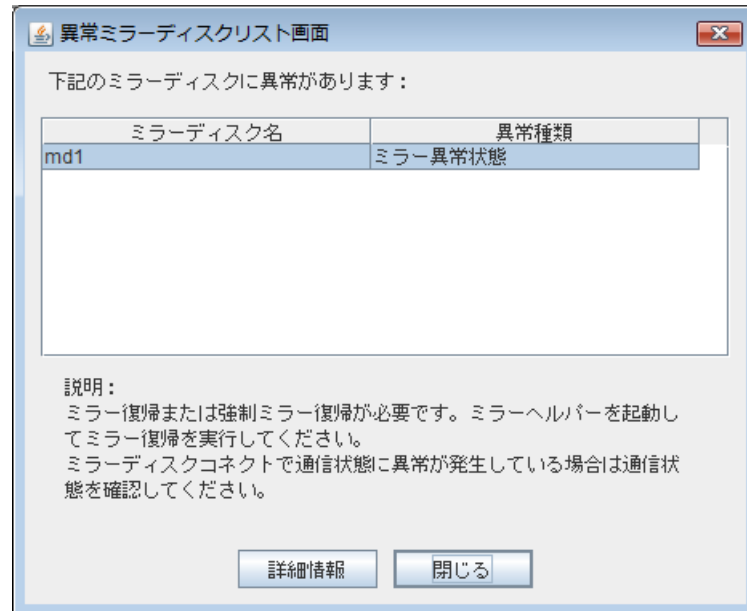 異常ミラーディスクリスト画面
下記のミラーディスクに異常があります：
ミラーディスク名 異常種類
md1 ミラー異常状態
説明：
ミラー復帰または強制ミラー復帰が必要です。ミラーヘルパーを起動し
てミラー復帰を実行してください。
ミラーディスクコネクトで通信状態に異常が発生している場合は通信状
態を確認してください。
詳細情報 閉じる